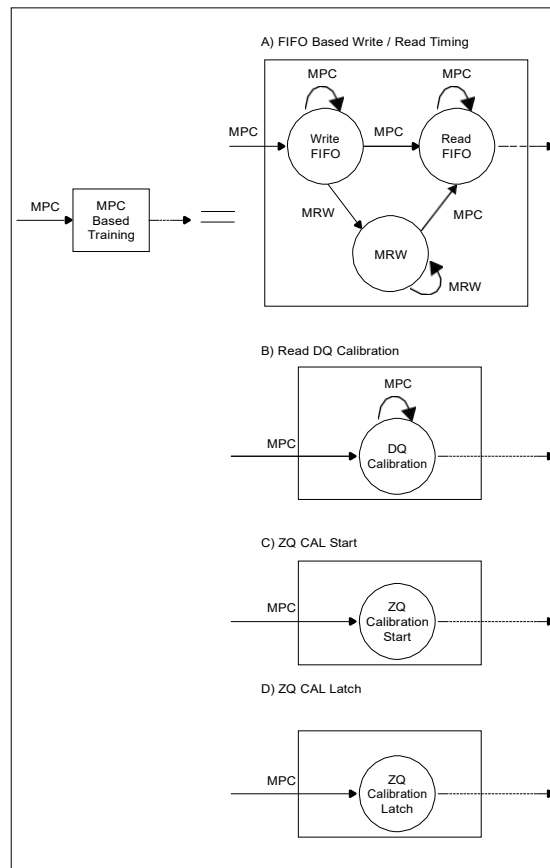 A) FIFO Based Write / Read Timing
MPC
MPC
MPC
Write
FIFO
MPC
Read
FIFO
MPC
MPC
Based
Training
MRW
MPC
MRW
MRW
B) Read DQ Calibration
MPC
MPC
DQ
Calibration
C) ZQ CAL Start
MPC
ZQ
Calibration
Start
D) ZQ CAL Latch
MPC
ZQ
Calibration
Latch